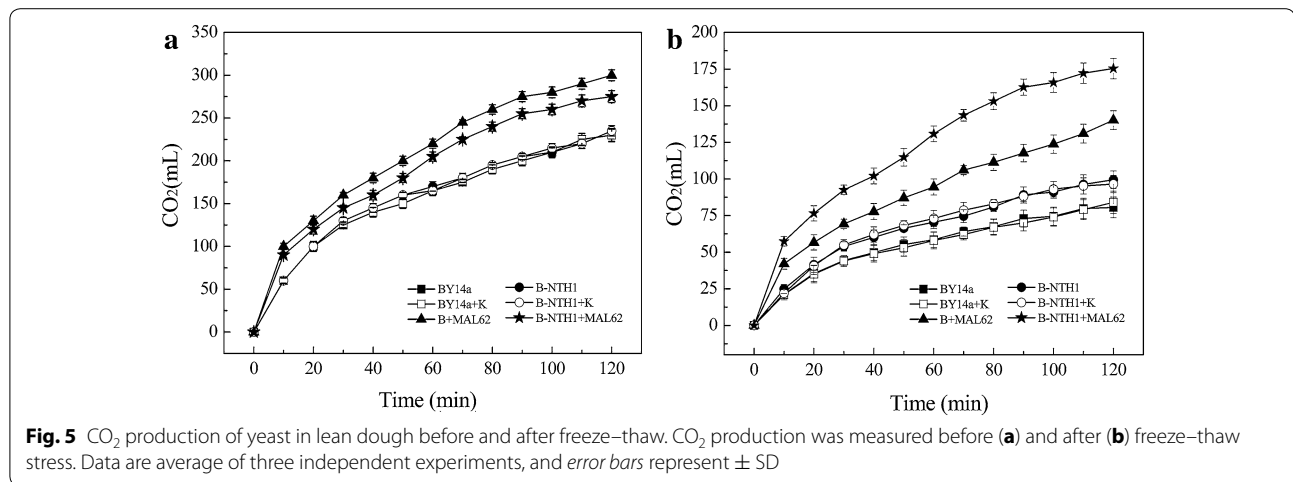 a
350
300
250
200
150
100
50
0
CO₂(mL)
0 20 40 60 80 100 120
Time (min)
BY14a B-NTH1
BY14a+K B-NTH1+K
B+MAL62 B-NTH1+MAL62
b
200
175
150
125
100
75
50
25
0
CO₂(mL)
0 20 40 60 80 100 120
Time (min)
BY14a B-NTH1
BY14a+K B-NTH1+K
B+MAL62 B-NTH1+MAL62
Fig. 5 CO₂ production of yeast in lean dough before and after freeze–thaw. CO₂ production was measured before (a) and after (b) freeze–thaw
stress. Data are average of three independent experiments, and error bars represent ± SD